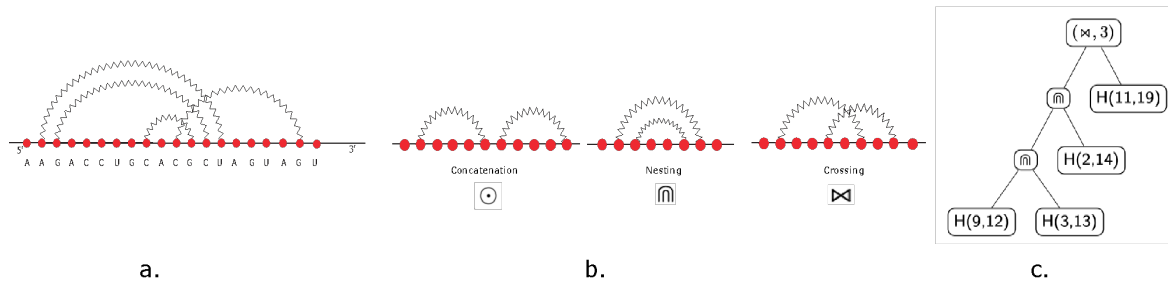 5' 3'
A A G A C C U G C A C G C U A G U A G U
Concatenation
⊙
Nesting
⋒
Crossing
⋈
(⋈, 3)
⋒ H(11,19)
⋒ H(2,14)
H(9,12) H(3,13)
a. b. c.